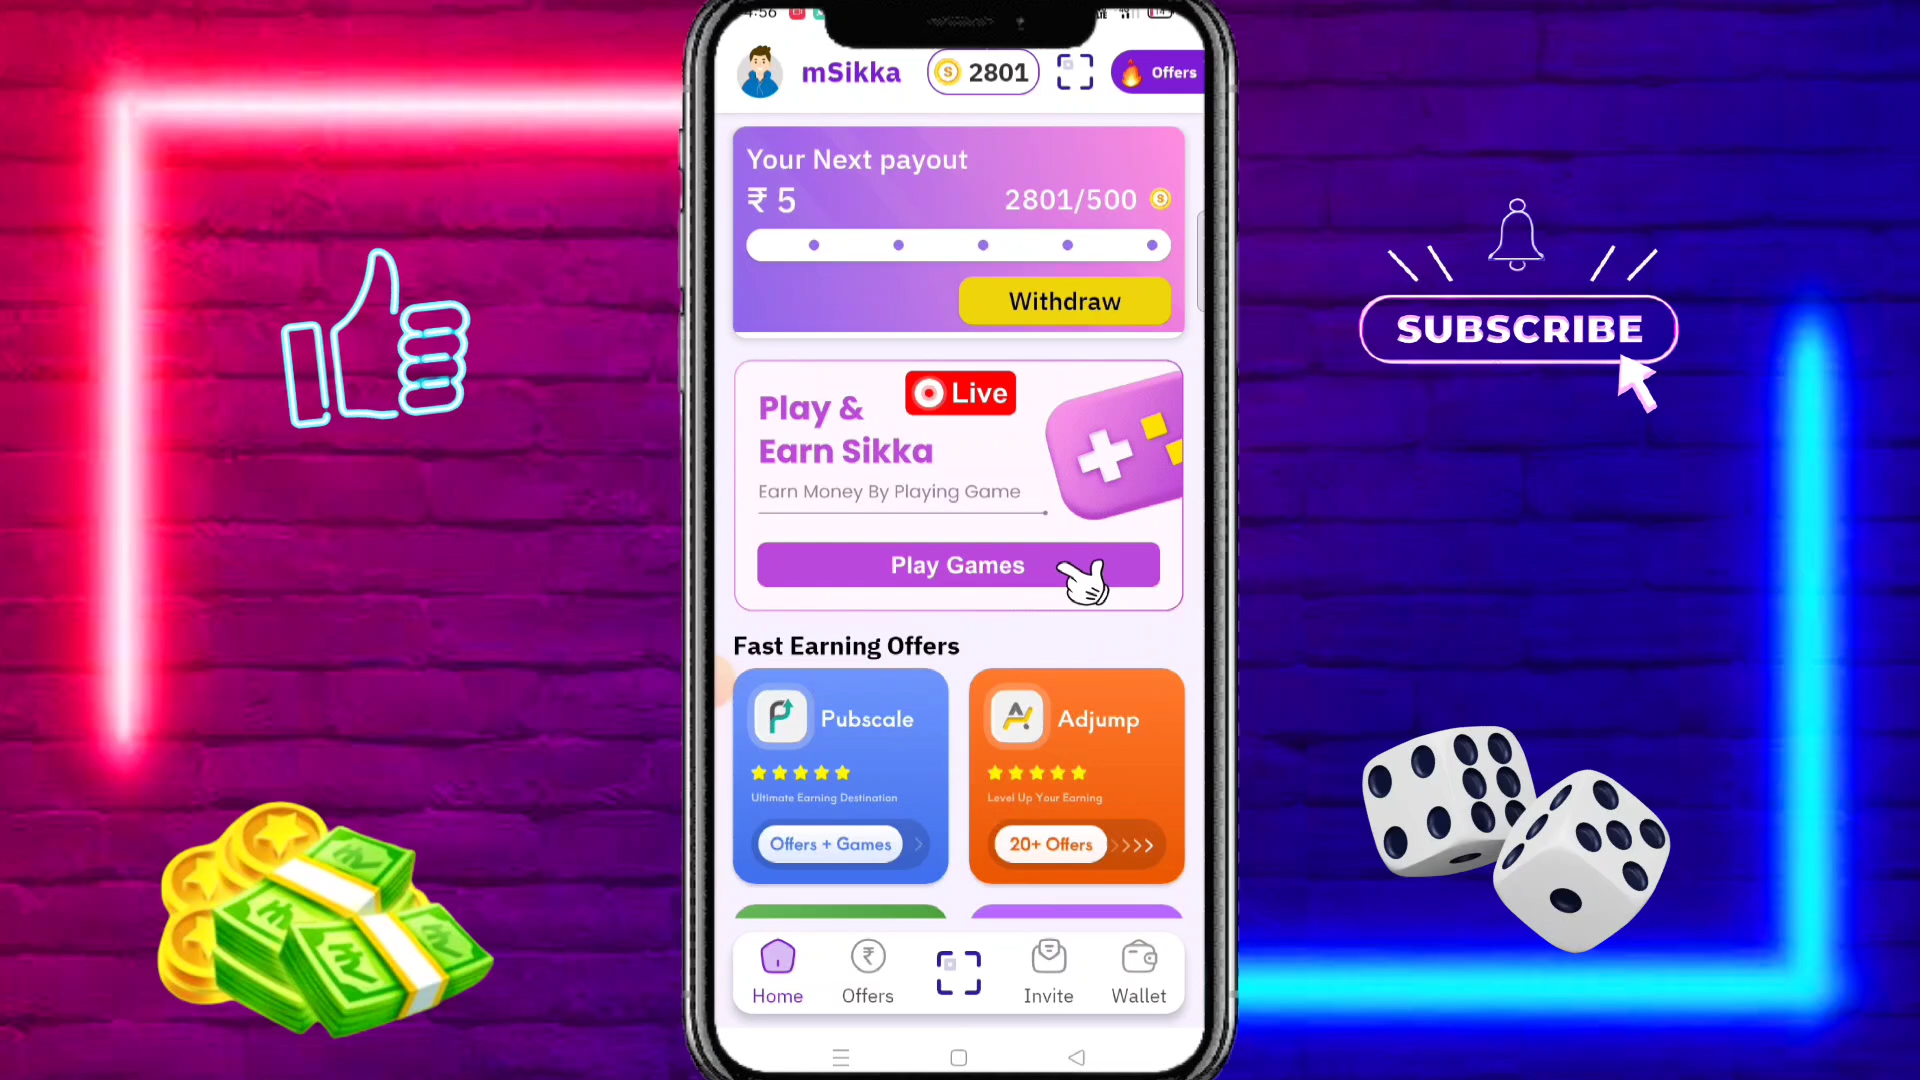 4:56
mSikka
2801
Offers
Your Next payout
₹ 5
2801/500
Withdraw
Live
Play &
Earn Sikka
Earn Money By Playing Game
Play Games
Fast Earning Offers
Pubscale
Adjump
Ultimate Earning Destination
Level Up Your Earning
Offers + Games
20+ Offers
Home
Offers
Invite
Wallet
SUBSCRIBE